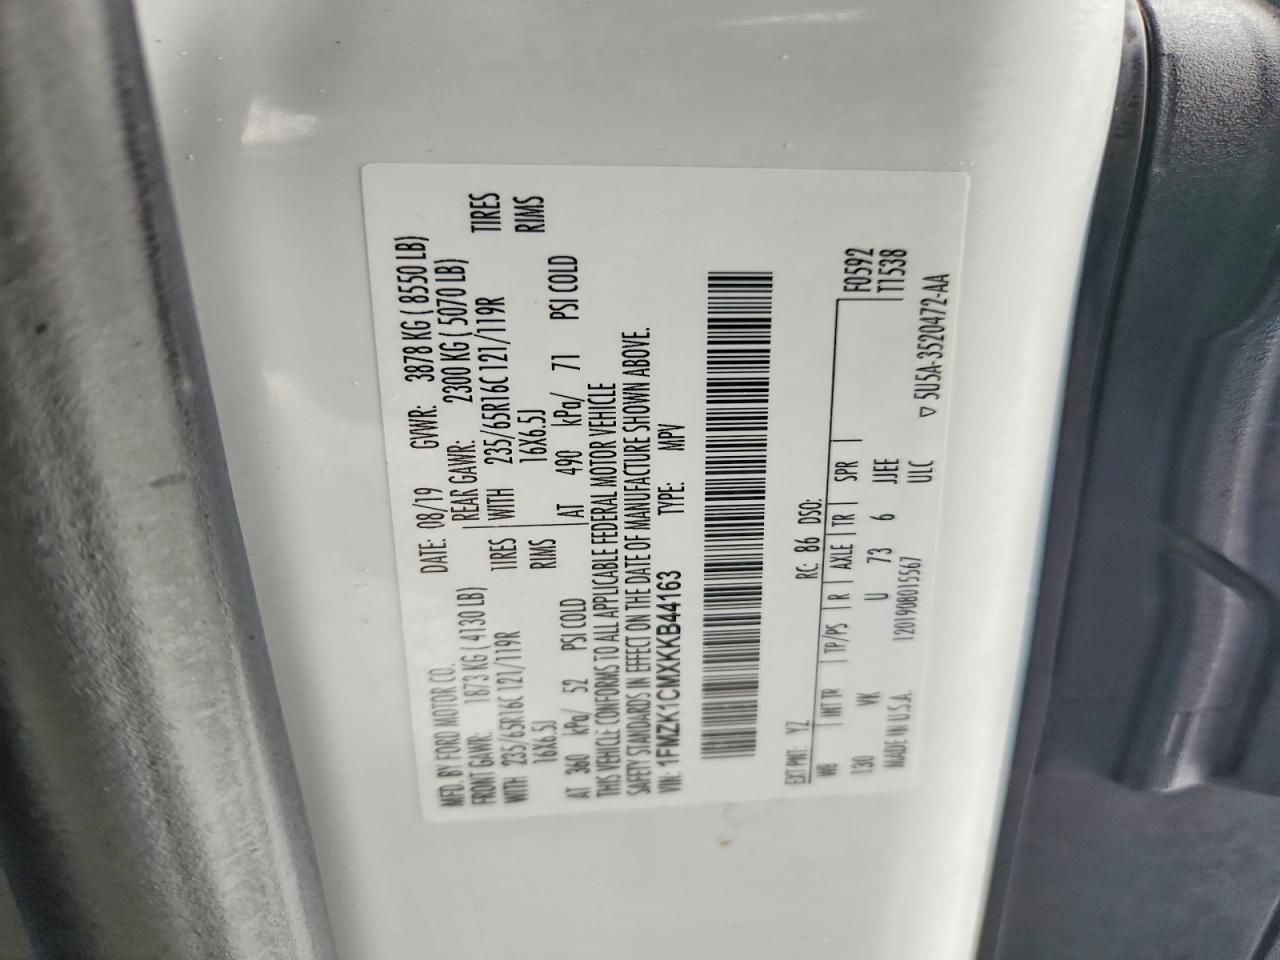 MFD. BY FORD MOTOR CO. DATE: 08/19 GVWR: 3878 KG ( 8550 LB)
FRONT GAWR: 1873 KG ( 4130 LB) REAR GAWR: 2300 KG ( 5070 LB)
WITH 235/65R16C 121/119R TIRES WITH 235/65R16C 121/119R TIRES
16X6.5J RIMS 16X6.5J RIMS
AT 360 kPa/ 52 PSI COLD AT 490 kPa/ 71 PSI COLD
THIS VEHICLE CONFORMS TO ALL APPLICABLE FEDERAL MOTOR VEHICLE
SAFETY STANDARDS IN EFFECT ON THE DATE OF MANUFACTURE SHOWN ABOVE.
VIN: 1FMZK1CMXKKB44163 TYPE: MPV
EXT PNT: YZ RC: 86 DSO:
WB INT TR TP/PS R AXLE TR SPR F0592
130 VK U 73 6 JJEE T1538
MADE IN U.S.A. 1201908015567 ULC
▽ 5U5A-3520472-AA